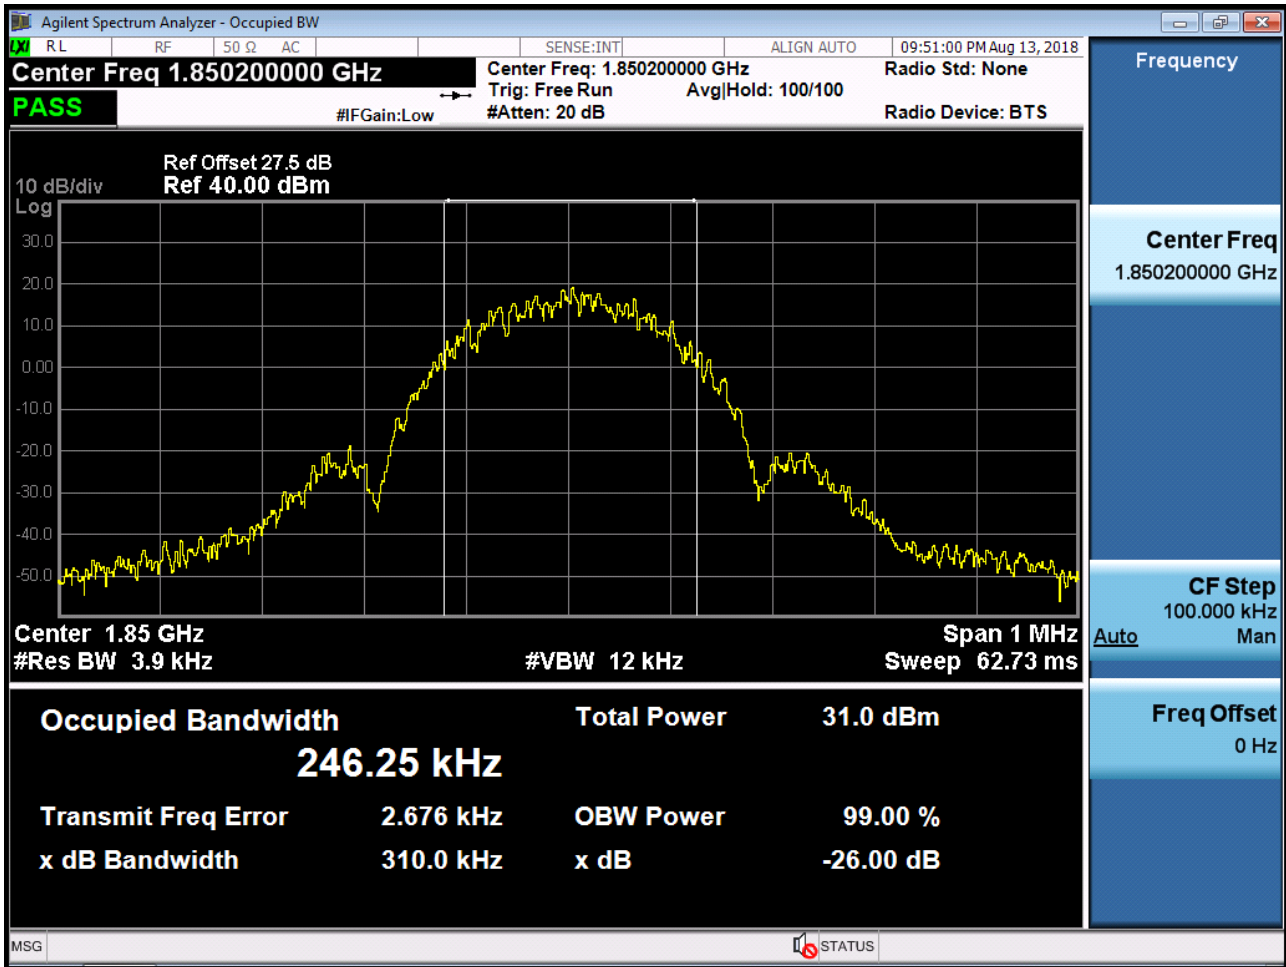 Agilent Spectrum Analyzer - Occupied BW
LXI RL RF 50 Ω AC SENSE:INT ALIGN AUTO 09:51:00 PM Aug 13, 2018
Center Freq 1.850200000 GHz
Center Freq: 1.850200000 GHz Radio Std: None
Trig: Free Run Avg|Hold: 100/100
PASS
#IFGain:Low #Atten: 20 dB Radio Device: BTS
Ref Offset 27.5 dB
10 dB/div Ref 40.00 dBm
Log
30.0
20.0
10.0
0.00
-10.0
-20.0
-30.0
-40.0
-50.0
Center 1.85 GHz Span 1 MHz
#Res BW 3.9 kHz #VBW 12 kHz Sweep 62.73 ms
Occupied Bandwidth Total Power 31.0 dBm
246.25 kHz
Transmit Freq Error 2.676 kHz OBW Power 99.00 %
x dB Bandwidth 310.0 kHz x dB -26.00 dB
MSG STATUS
Frequency
Center Freq
1.850200000 GHz
CF Step
100.000 kHz
Auto Man
Freq Offset
0 Hz